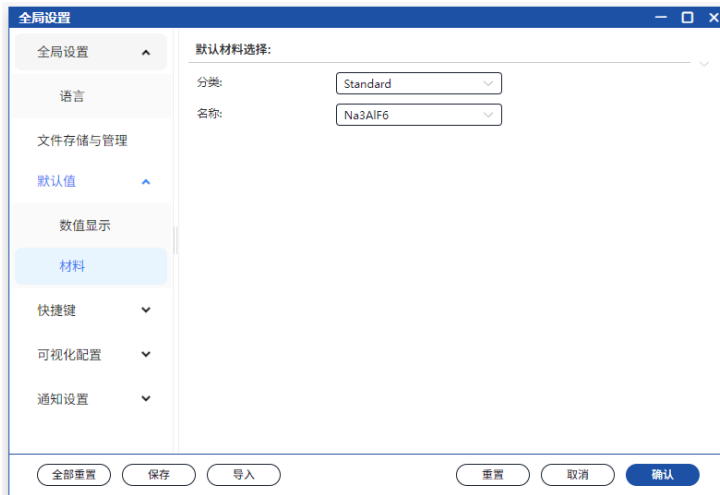 全局设置
全局设置
语言
文件存储与管理
默认值
数值显示
材料
快捷键
可视化配置
通知设置
默认材料选择:
分类: Standard
名称: Na3AlF6
全部重置 保存 导入 重置 取消 确认